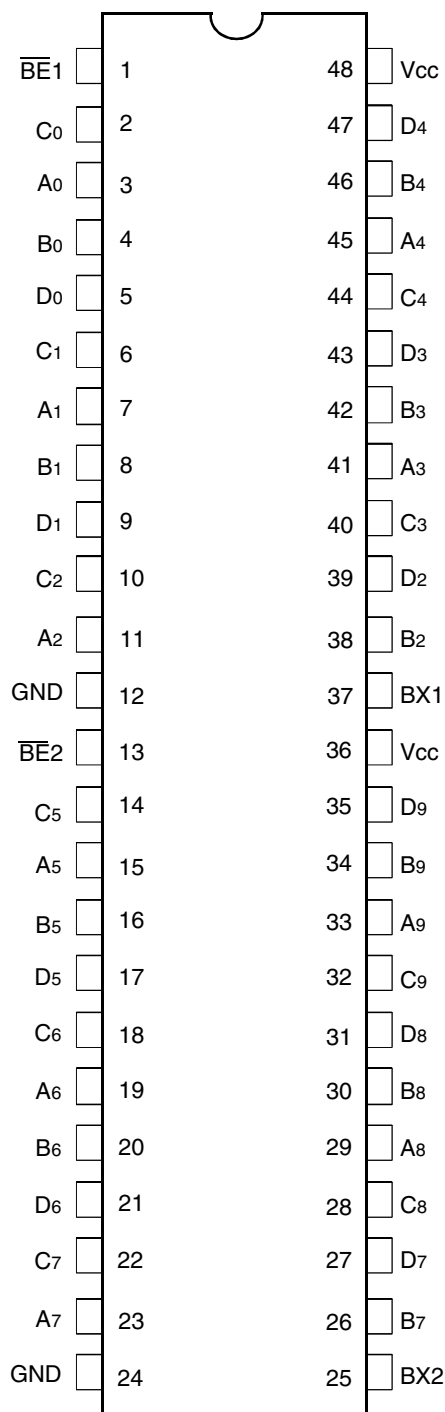 BE1 1 48 Vcc
C0 2 47 D4
A0 3 46 B4
B0 4 45 A4
D0 5 44 C4
C1 6 43 D3
A1 7 42 B3
B1 8 41 A3
D1 9 40 C3
C2 10 39 D2
A2 11 38 B2
GND 12 37 BX1
BE2 13 36 Vcc
C5 14 35 D9
A5 15 34 B9
B5 16 33 A9
D5 17 32 C9
C6 18 31 D8
A6 19 30 B8
B6 20 29 A8
D6 21 28 C8
C7 22 27 D7
A7 23 26 B7
GND 24 25 BX2